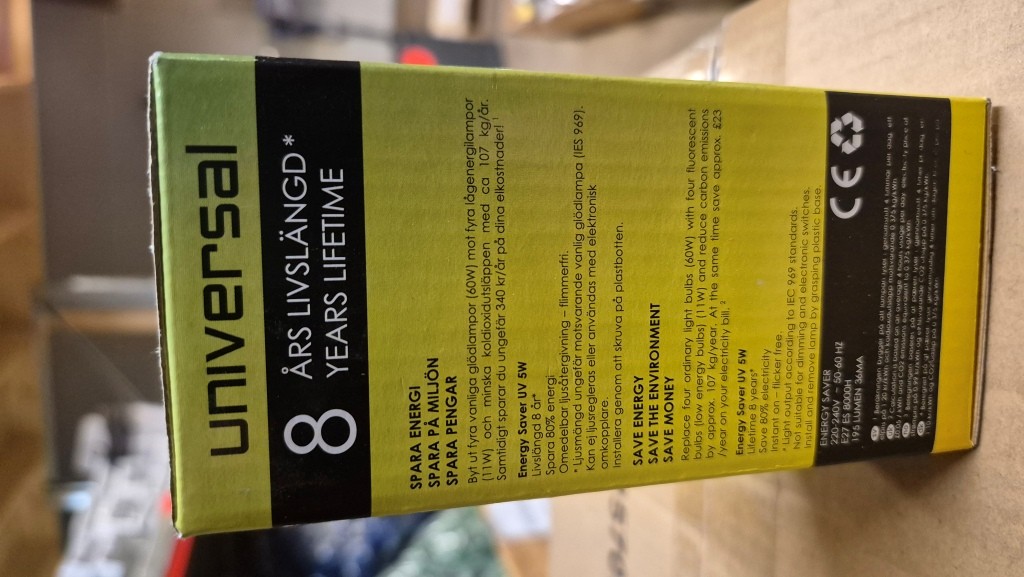 universal
8 ÅRS LIVSLÄNGD*
YEARS LIFETIME
SPARA ENERGI
SPARA PÅ MILJÖN
SPARA PENGAR
Byt ut fyra vanliga glödlampor (60W) mot fyra lågenergilampor
(11W) och minska koldioxidutsläppen med ca 107 kg/år.
Samtidigt sparar du ungefär 340 kr/år på dina elkostnader! ¹
Energy Saver UV 5W
Livslängd 8 år*
Spara 80% energi
Omedelbar ljusåtergivning – flimmerfri.
* Ljusmängd ungefär motsvarande vanlig glödlampa (IES 969).
Kan ej ljusregleras eller användas med elektronisk
omkopplare.
Installera genom att skruva på plastbotten.
SAVE ENERGY
SAVE THE ENVIRONMENT
SAVE MONEY
Replace four ordinary light bulbs (60W) with four fluorescent
bulbs (low energy bulbs) (11W) and reduce carbon emissions
by approx. 107 kg/year. At the same time save approx. £23
/year on your electricity bill. ²
Energy Saver UV 5W
Lifetime 8 years*
Save 80% electricity
Instant on – flicker free.
* Light output according to IEC 969 standards.
Not suitable for dimming and electronic switches.
Install and remove lamp by grasping plastic base.
ENERGY SAVER
220-240V 50-60 HZ
E27 ES 8000H
195 LUMEN 36MA
CE